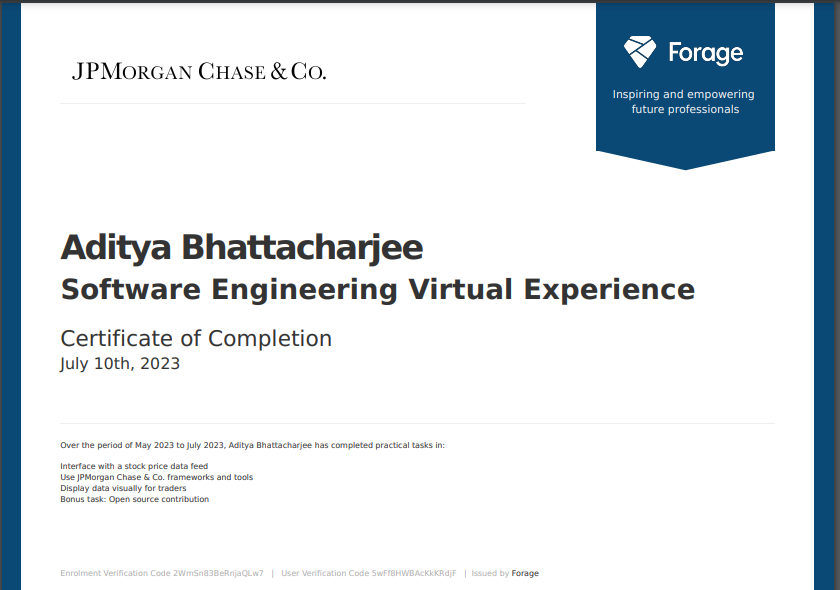 JPMORGAN CHASE & CO.
Forage
Inspiring and empowering
future professionals
Aditya Bhattacharjee
Software Engineering Virtual Experience
Certificate of Completion
July 10th, 2023
Over the period of May 2023 to July 2023, Aditya Bhattacharjee has completed practical tasks in:
Interface with a stock price data feed
Use JPMorgan Chase & Co. frameworks and tools
Display data visually for traders
Bonus task: Open source contribution
Enrolment Verification Code 2WmSn83BeRnjaQLw7 | User Verification Code 5wFf8HWBAcKkKRdjF | Issued by Forage